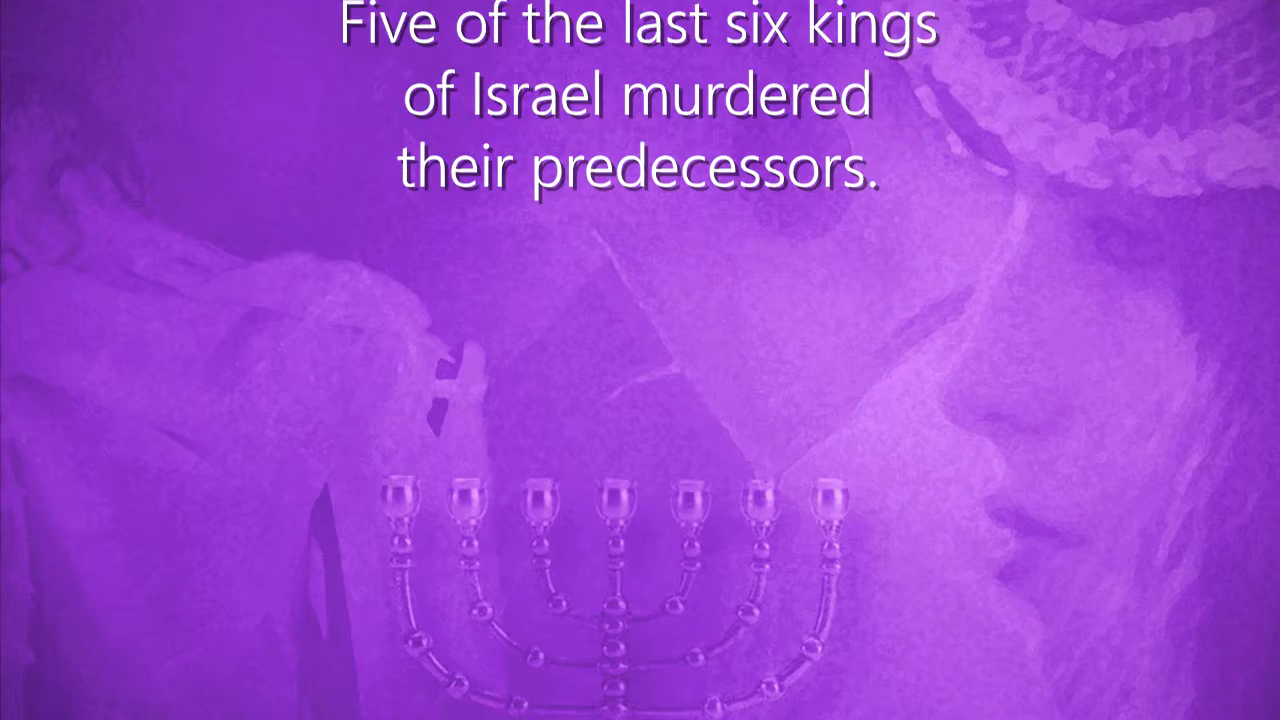 Five of the last six kings
of Israel murdered
their predecessors.